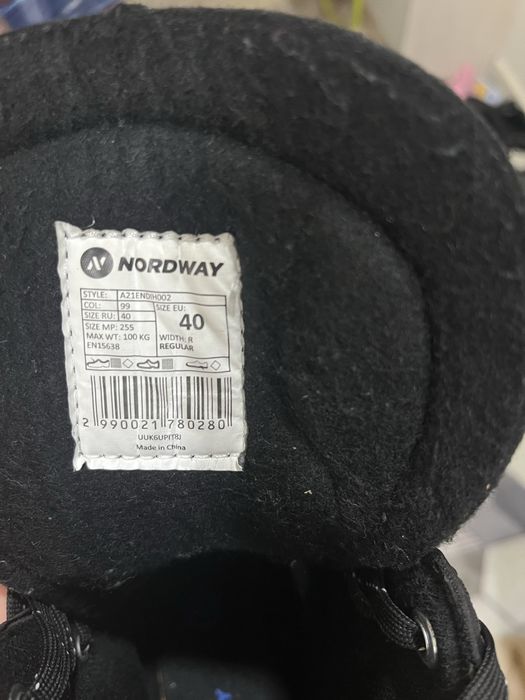 NORDWAY
STYLE: A21ENDIH002
COL: 99
SIZE RU: 40
SIZE MP: 255
MAX WT: 100 KG
EN15638
SIZE EU:
40
WIDTH: R
REGULAR
2 990021 780280
UUK6UPJT8J
Made in China